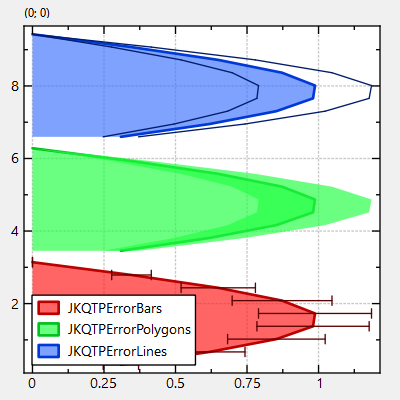 (0; 0)
8
6
4
2
JKQTPErrorBars
JKQTPErrorPolygons
JKQTPErrorLines
0 0.25 0.5 0.75 1